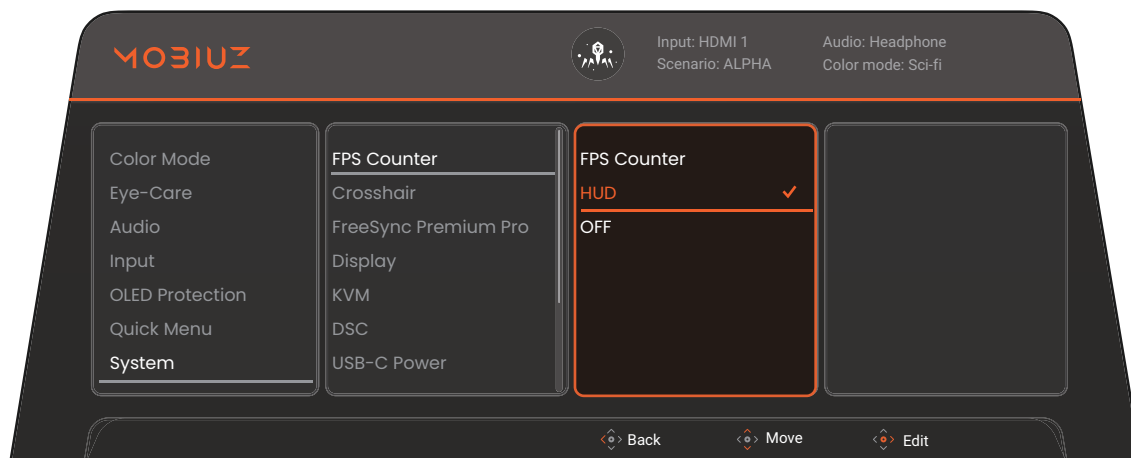 MOBIUZ
Input: HDMI 1
Scenario: ALPHA
Audio: Headphone
Color mode: Sci-fi
Color Mode
Eye-Care
Audio
Input
OLED Protection
Quick Menu
System
FPS Counter
Crosshair
FreeSync Premium Pro
Display
KVM
DSC
USB-C Power
FPS Counter
HUD
OFF
Back
Move
Edit